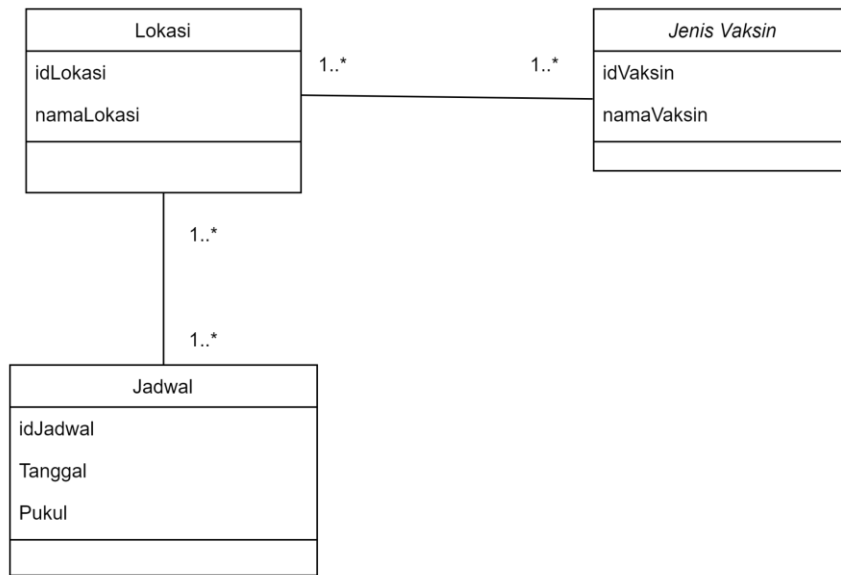 Lokasi
idLokasi
namaLokasi
1..*
1..*
Jenis Vaksin
idVaksin
namaVaksin
1..*
1..*
Jadwal
idJadwal
Tanggal
Pukul